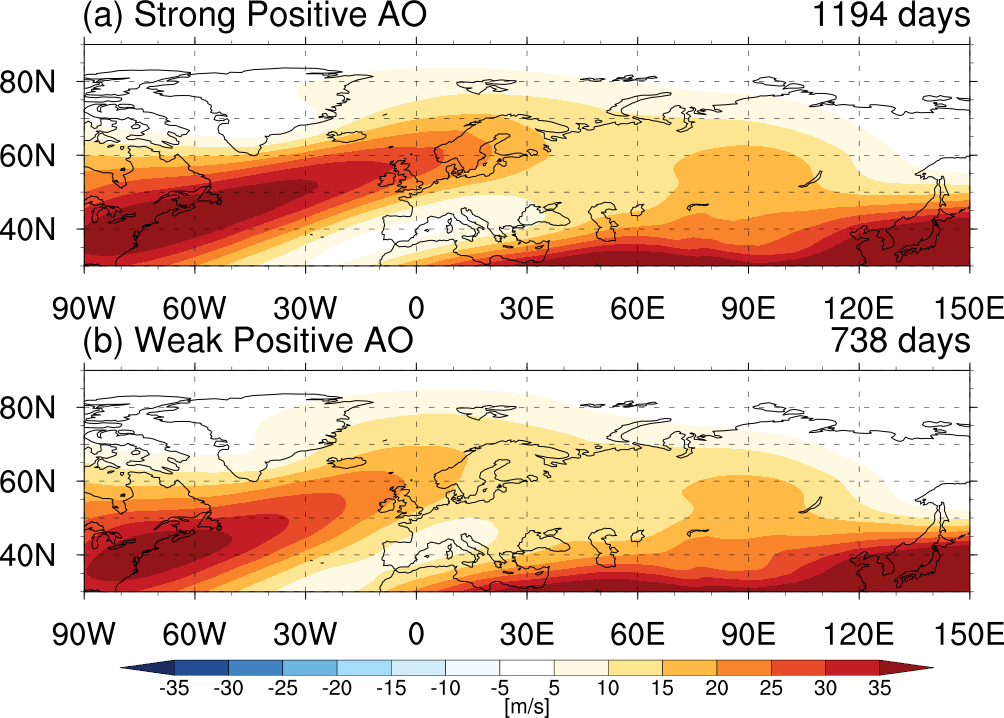 (a) Strong Positive AO 1194 days
80N
60N
40N
90W 60W 30W 0 30E 60E 90E 120E 150E
(b) Weak Positive AO 738 days
80N
60N
40N
90W 60W 30W 0 30E 60E 90E 120E 150E
-35 -30 -25 -20 -15 -10 -5 5 10 15 20 25 30 35
[m/s]